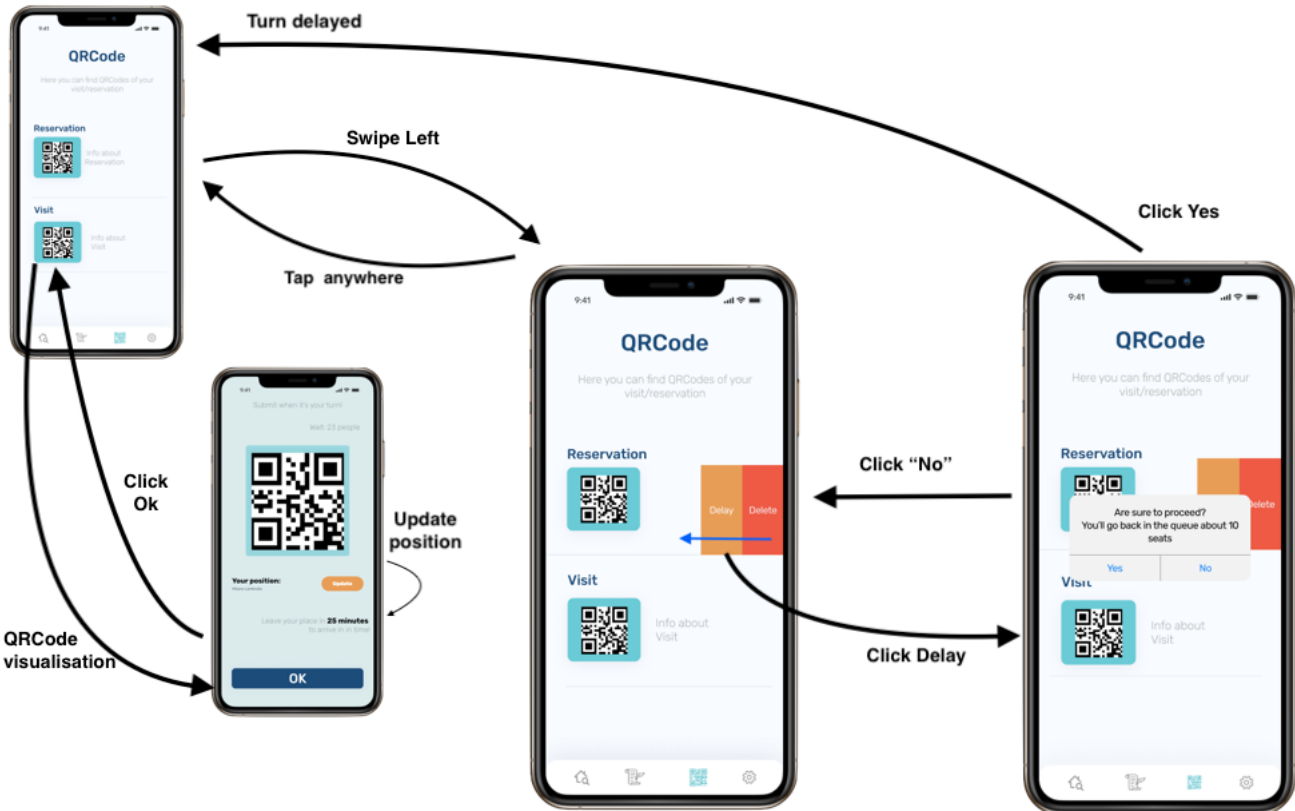 Turn delayed
9:41
QRCode
Here you can find QRCodes of your
visit/reservation
Reservation
Info about
Reservation
Visit
Info about
Visit
Swipe Left
Tap anywhere
Click Yes
9:41
QRCode
Here you can find QRCodes of your
visit/reservation
Reservation
Delay
Delete
Visit
Info about
Visit
Click “No”
Click Delay
9:41
QRCode
Here you can find QRCodes of your
visit/reservation
Reservation
elete
Are sure to proceed?
You’ll go back in the queue about 10
seats
Yes
No
Visit
Info about
Visit
9:41
Submit when it's your turn!
Wait: 23 people
Your position:
Update
Leave your place in 25 minutes
to arrive in in time
OK
Click
Ok
Update
position
QRCode
visualisation